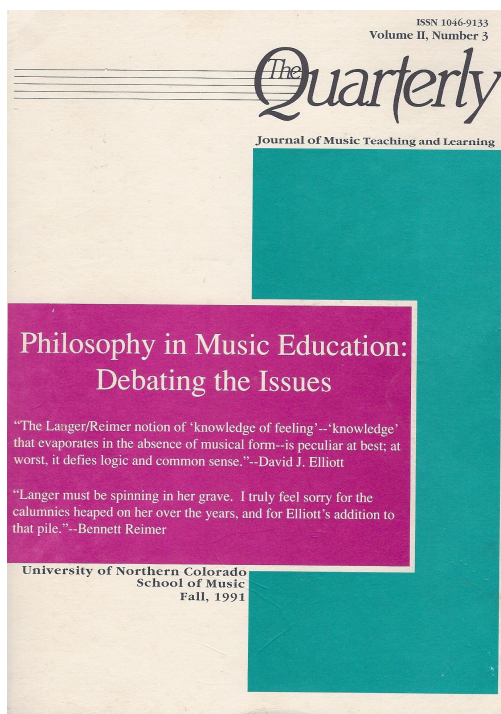 ISSN 1046-9133
Volume II, Number 3
The Quarterly
Journal of Music Teaching and Learning
Philosophy in Music Education:
Debating the Issues
“The Langer/Reimer notion of ‘knowledge of feeling’--‘knowledge’
that evaporates in the absence of musical form--is peculiar at best; at
worst, it defies logic and common sense.”--David J. Elliott
“Langer must be spinning in her grave.  I truly feel sorry for the
calumnies heaped on her over the years, and for Elliott’s addition to
that pile.”--Bennett Reimer
University of Northern Colorado
School of Music
Fall, 1991